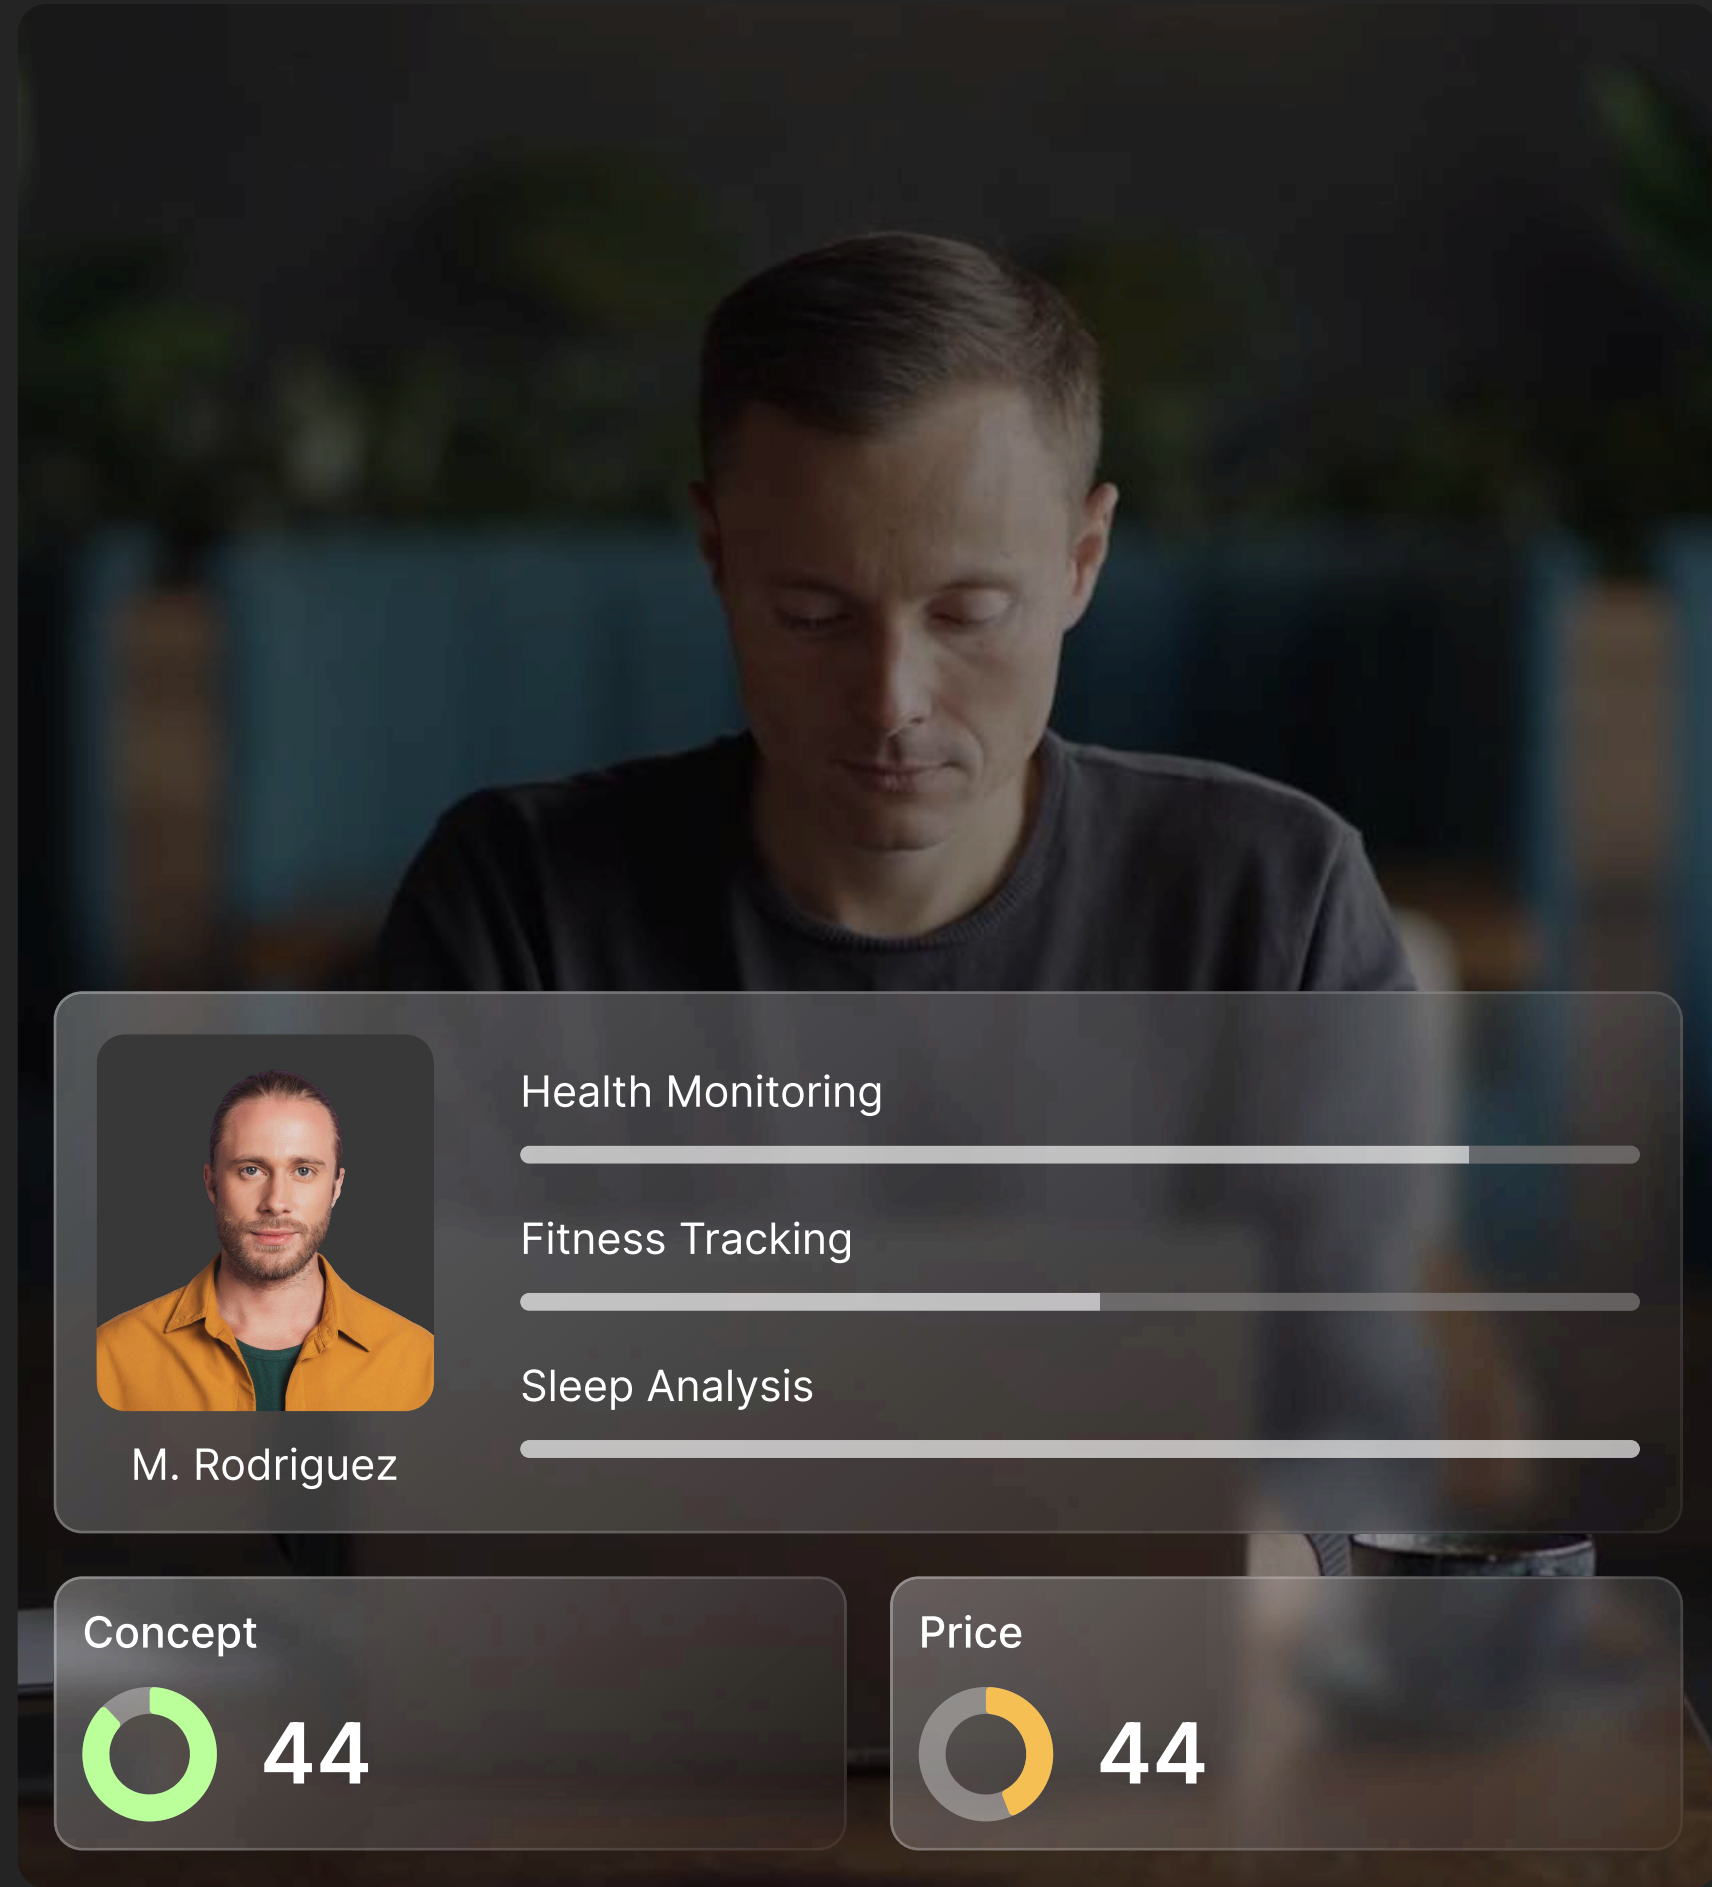 Health Monitoring
Fitness Tracking
Sleep Analysis
M. Rodriguez
Concept
44
Price
44